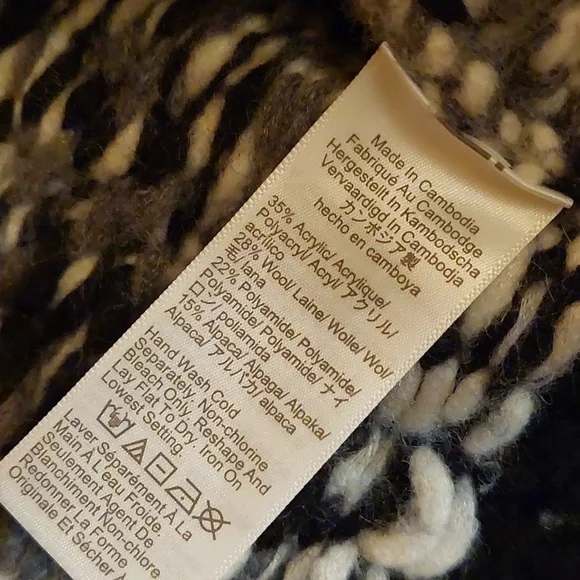 Made In Cambodia
Fabriqué Au Cambodge
Hergestellt In Kambodscha
Vervaardigd In Cambodja
カンボジア製
hecho en camboya
35% Acrylic/ Acrylique/
Polyacryl/ Acryl/ アクリル/
acrílico
28% Wool/ Laine/ Wolle/ Wol/
毛/lana
22% Polyamide/ Polyamide/
Polyamide/ Polyamide/ ナイ
ロン/ poliamida
15% Alpaca/ Alpaga/ Alpaka/
Alpaca/ アルパカ/ alpaca
Hand Wash Cold
Separately, Non-chlorine
Bleach Only, Reshape And
Lay Flat To Dry, Iron On
Lowest Setting.
Laver Séparément À La
Main À L'eau Froide.
Seulement Agent De
Blanchiment Non-chore
Redonner La Forme
Originale Et Sécher À